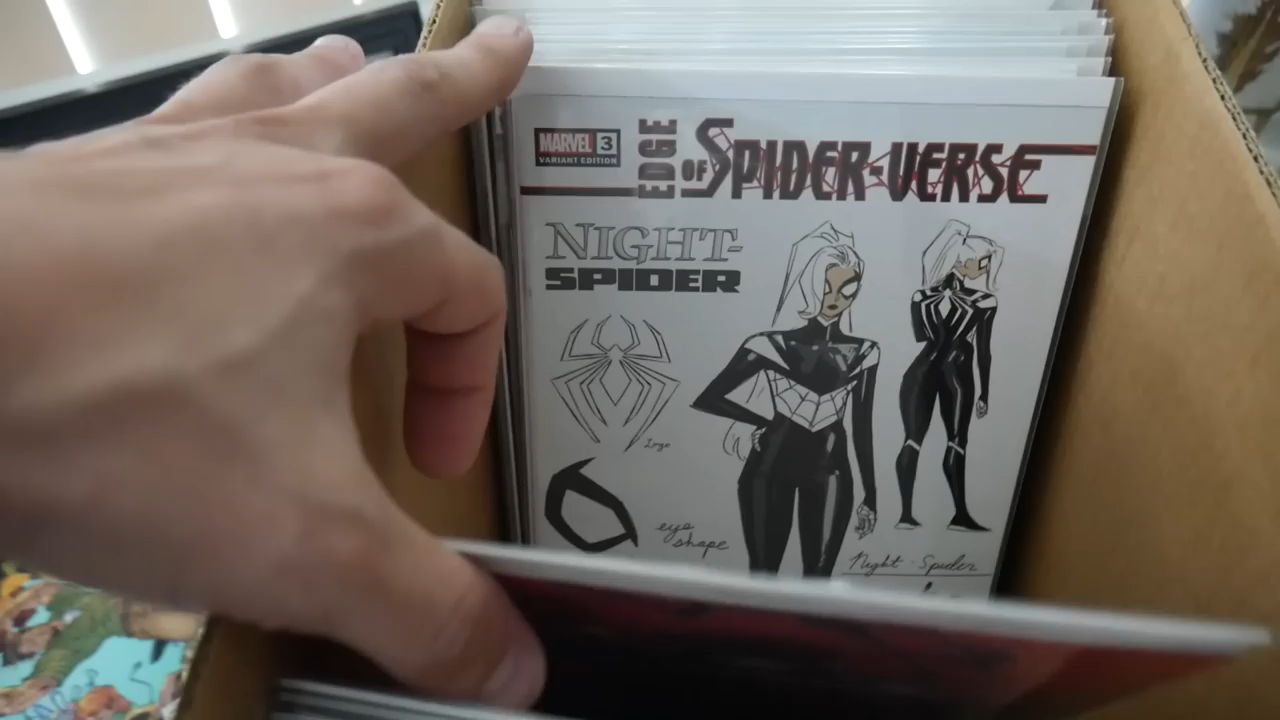 MARVEL 3
VARIANT EDITION
EDGE OF SPIDER-VERSE
NIGHT-
SPIDER
Logo
eye
shape
Night-Spider